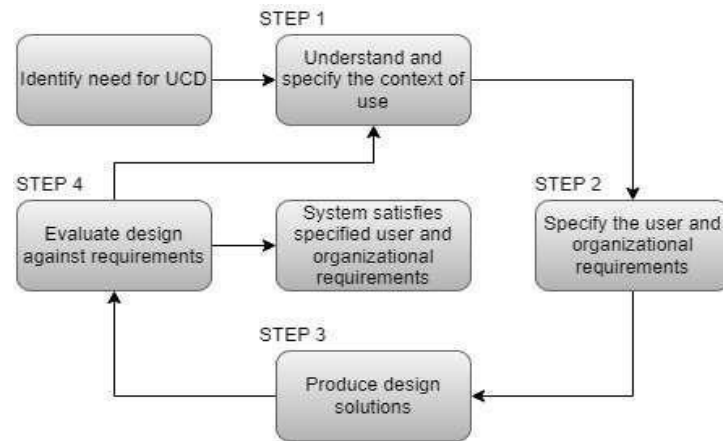 STEP 1
Identify need for UCD
Understand and
specify the context of
use
STEP 4
Evaluate design
against requirements
System satisfies
specified user and
organizational
requirements
STEP 2
Specify the user and
organizational
requirements
STEP 3
Produce design
solutions